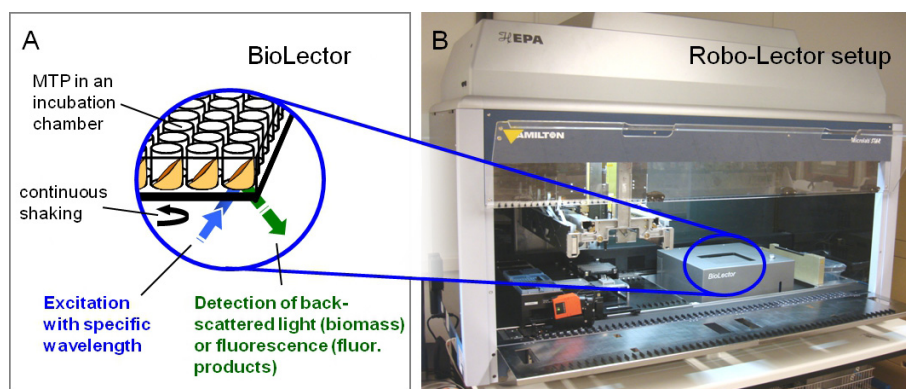 A
BioLector
MTP in an
incubation
chamber
continuous
shaking
Excitation
with specific
wavelength
Detection of back-
scattered light (biomass)
or fluorescence (fluor.
products)
B
HEPA
Robo-Lector setup
HAMILTON
BioLector